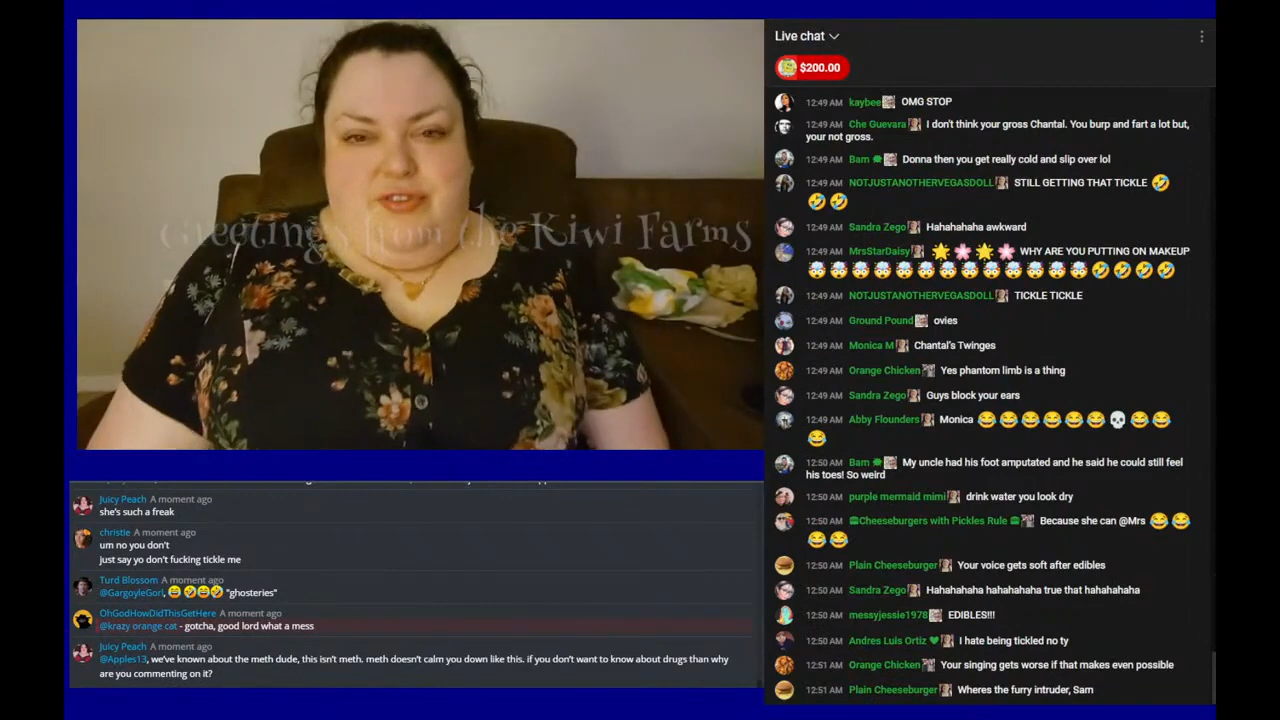 Greetings from the Kiwi Farms
Juicy Peach A moment ago
she's such a freak
christie A moment ago
um no you don't
just say yo don't fucking tickle me
Turd Blossom A moment ago
@GargoyleGorl, 😂🤣😂🤣 "ghosteries"
OhGodHowDidThisGetHere A moment ago
@krazy orange cat - gotcha, good lord what a mess
Juicy Peach A moment ago
@Apples13, we've known about the meth dude, this isn't meth. meth doesn't calm you down like this. if you don't want to know about drugs than why
are you commenting on it?
Live chat
$200.00
12:49 AM kaybee OMG STOP
12:49 AM Che Guevara I don't think your gross Chantal. You burp and fart a lot but,
your not gross.
12:49 AM Bam Donna then you get really cold and slip over lol
12:49 AM NOTJUSTANOTHERVEGASDOLL STILL GETTING THAT TICKLE 🤣
🤣🤣
12:49 AM Sandra Zego Hahahahaha awkward
12:49 AM MrsStarDaisy 🌟🌸🌟🌸 WHY ARE YOU PUTTING ON MAKEUP
🤯🤯🤯🤯🤯🤯🤯🤯🤯🤯🤯🤯🤯🤣🤣🤣🤣
12:49 AM NOTJUSTANOTHERVEGASDOLL TICKLE TICKLE
12:49 AM Ground Pound ovies
12:49 AM Monica M Chantal's Twinges
12:49 AM Orange Chicken Yes phantom limb is a thing
12:49 AM Sandra Zego Guys block your ears
12:49 AM Abby Flounders Monica 😂😂😂😂😂😂💀😂😂
😂
12:50 AM Bam My uncle had his foot amputated and he said he could still feel
his toes! So weird
12:50 AM purple mermaid mimi drink water you look dry
12:50 AM Cheeseburgers with Pickles Rule Because she can @Mrs 😂😂
😂😂
12:50 AM Plain Cheeseburger Your voice gets soft after edibles
12:50 AM Sandra Zego Hahahahaha hahahahaha true that hahahahaha
12:50 AM messyjessie1978 EDIBLES!!!
12:50 AM Andres Luis Ortiz I hate being tickled no ty
12:51 AM Orange Chicken Your singing gets worse if that makes even possible
12:51 AM Plain Cheeseburger Wheres the furry intruder, Sam